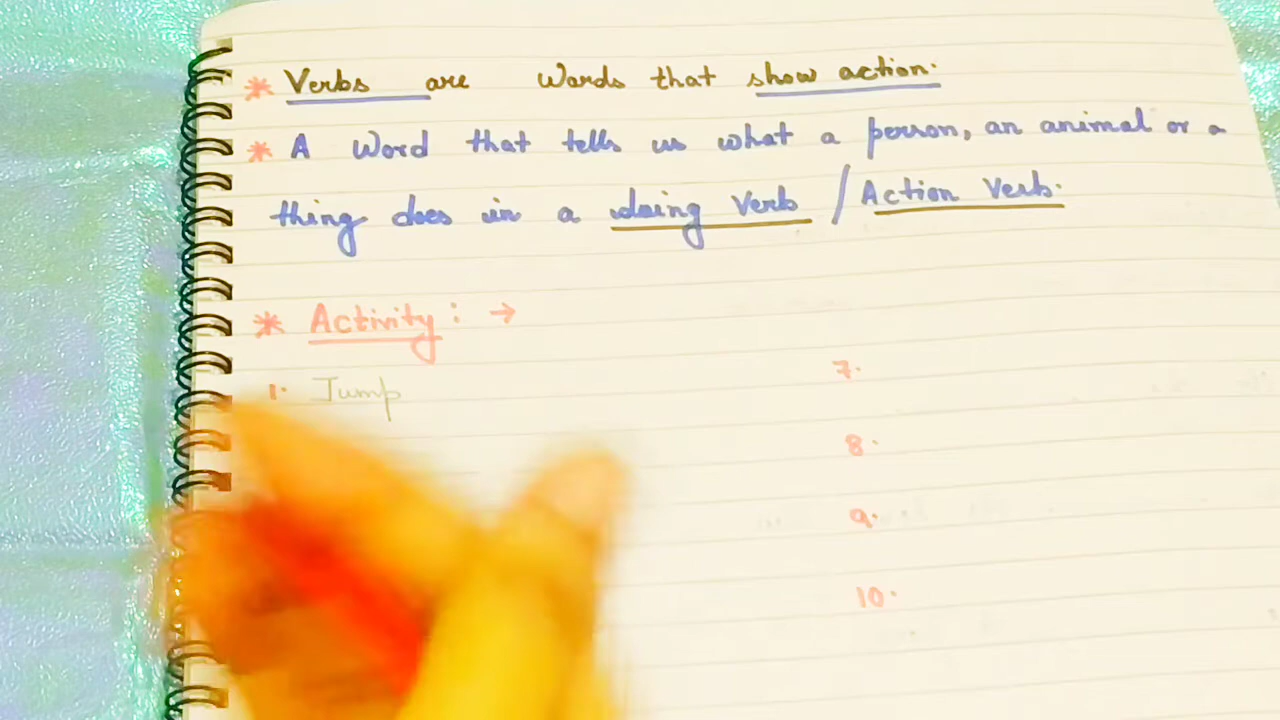 * Verbs are words that show action.
* A word that tells us what a person, an animal or a
thing does in a doing Verb / Action Verb.
* Activity : →
1. Jump
7.
8.
9.
10.